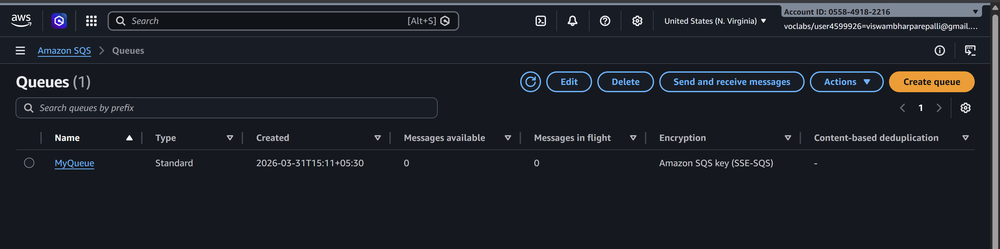 aws
Search [Alt+S]
United States (N. Virginia)
Account ID: 0558-4918-2216
voclabs/user4599926=viswambharparepalli@gmail....
Amazon SQS Queues
Queues (1)
Edit Delete Send and receive messages Actions Create queue
Search queues by prefix
1
Name Type Created Messages available Messages in flight Encryption Content-based deduplication
MyQueue Standard 2026-03-31T15:11+05:30 0 0 Amazon SQS key (SSE-SQS) -